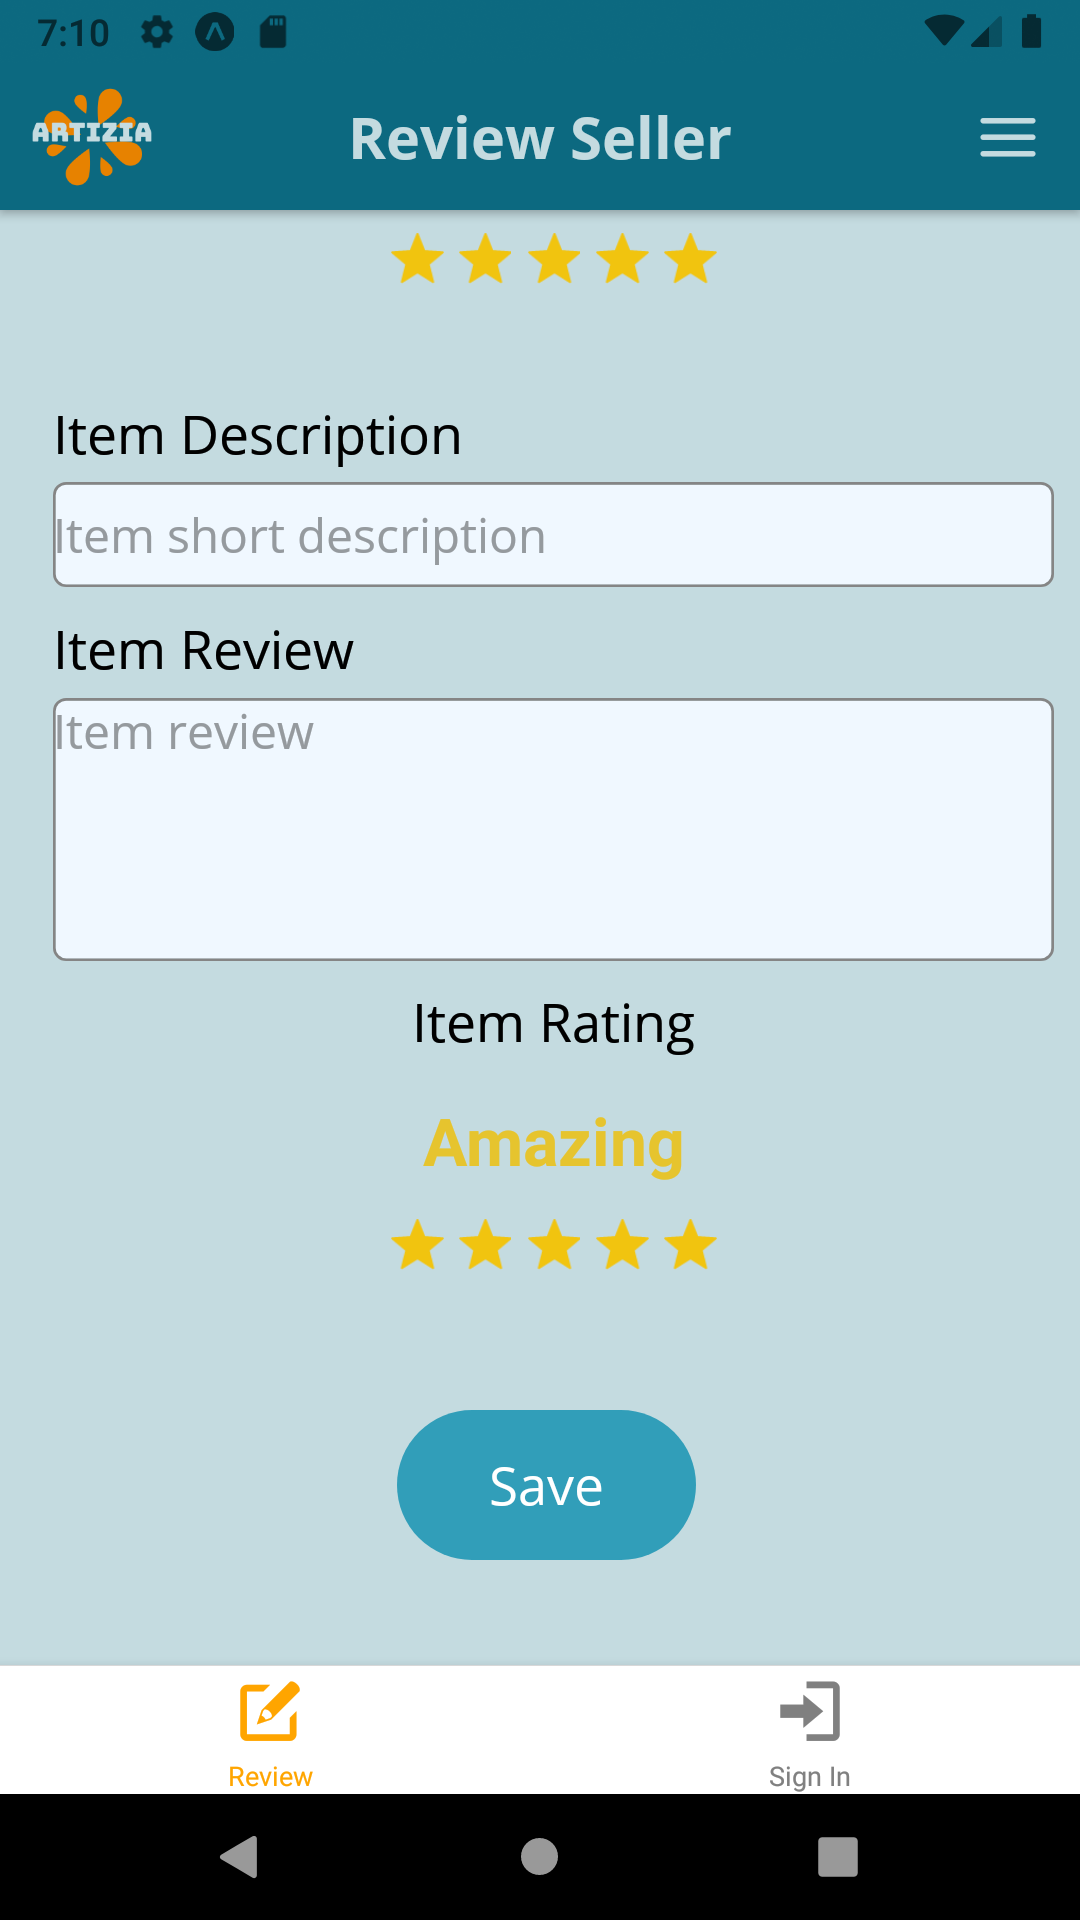 7:10
ARTIZIA
Review Seller
Item Description
Item short description
Item Review
Item review
Item Rating
Amazing
Save
Review
Sign In